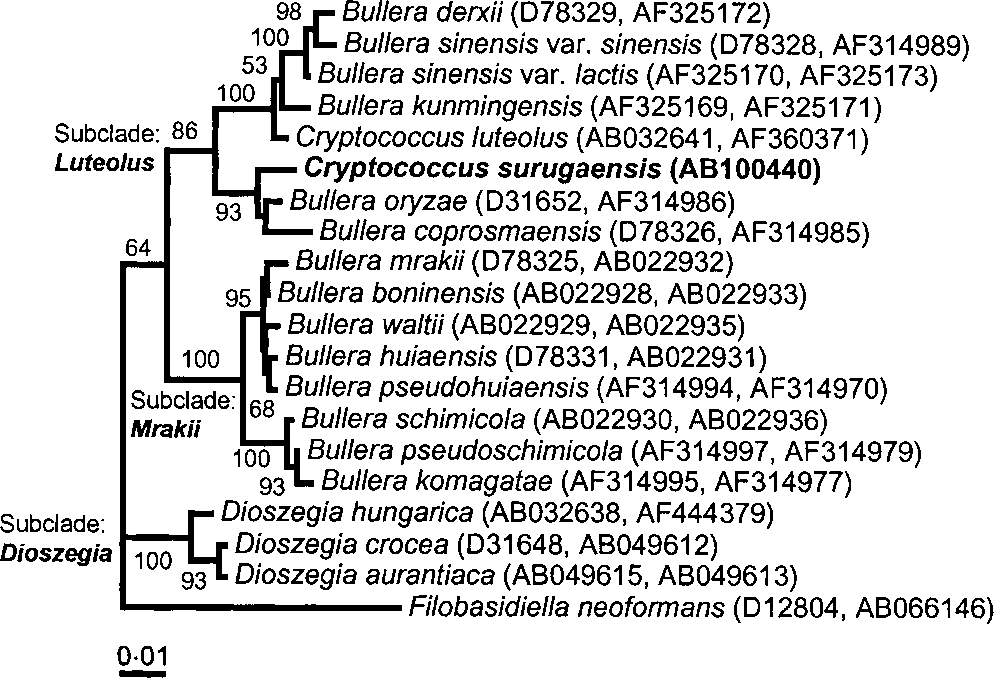 98
Bullera derxii (D78329, AF325172)
100
Bullera sinensis var. sinensis (D78328, AF314989)
53
Bullera sinensis var. lactis (AF325170, AF325173)
100
Bullera kunmingensis (AF325169, AF325171)
Subclade:
86
Cryptococcus luteolus (AB032641, AF360371)
Luteolus
Cryptococcus surugaensis (AB100440)
93
Bullera oryzae (D31652, AF314986)
Bullera coprosmaensis (D78326, AF314985)
64
Bullera mrakii (D78325, AB022932)
95
Bullera boninensis (AB022928, AB022933)
Bullera waltii (AB022929, AB022935)
100
Bullera huiaensis (D78331, AB022931)
Bullera pseudohuiaensis (AF314994, AF314970)
Subclade:
Mrakii
68
Bullera schimicola (AB022930, AB022936)
100
Bullera pseudoschimicola (AF314997, AF314979)
93
Bullera komagatae (AF314995, AF314977)
Subclade:
Dioszegia
Dioszegia hungarica (AB032638, AF444379)
100
Dioszegia crocea (D31648, AB049612)
93
Dioszegia aurantiaca (AB049615, AB049613)
Filobasidiella neoformans (D12804, AB066146)
0·01